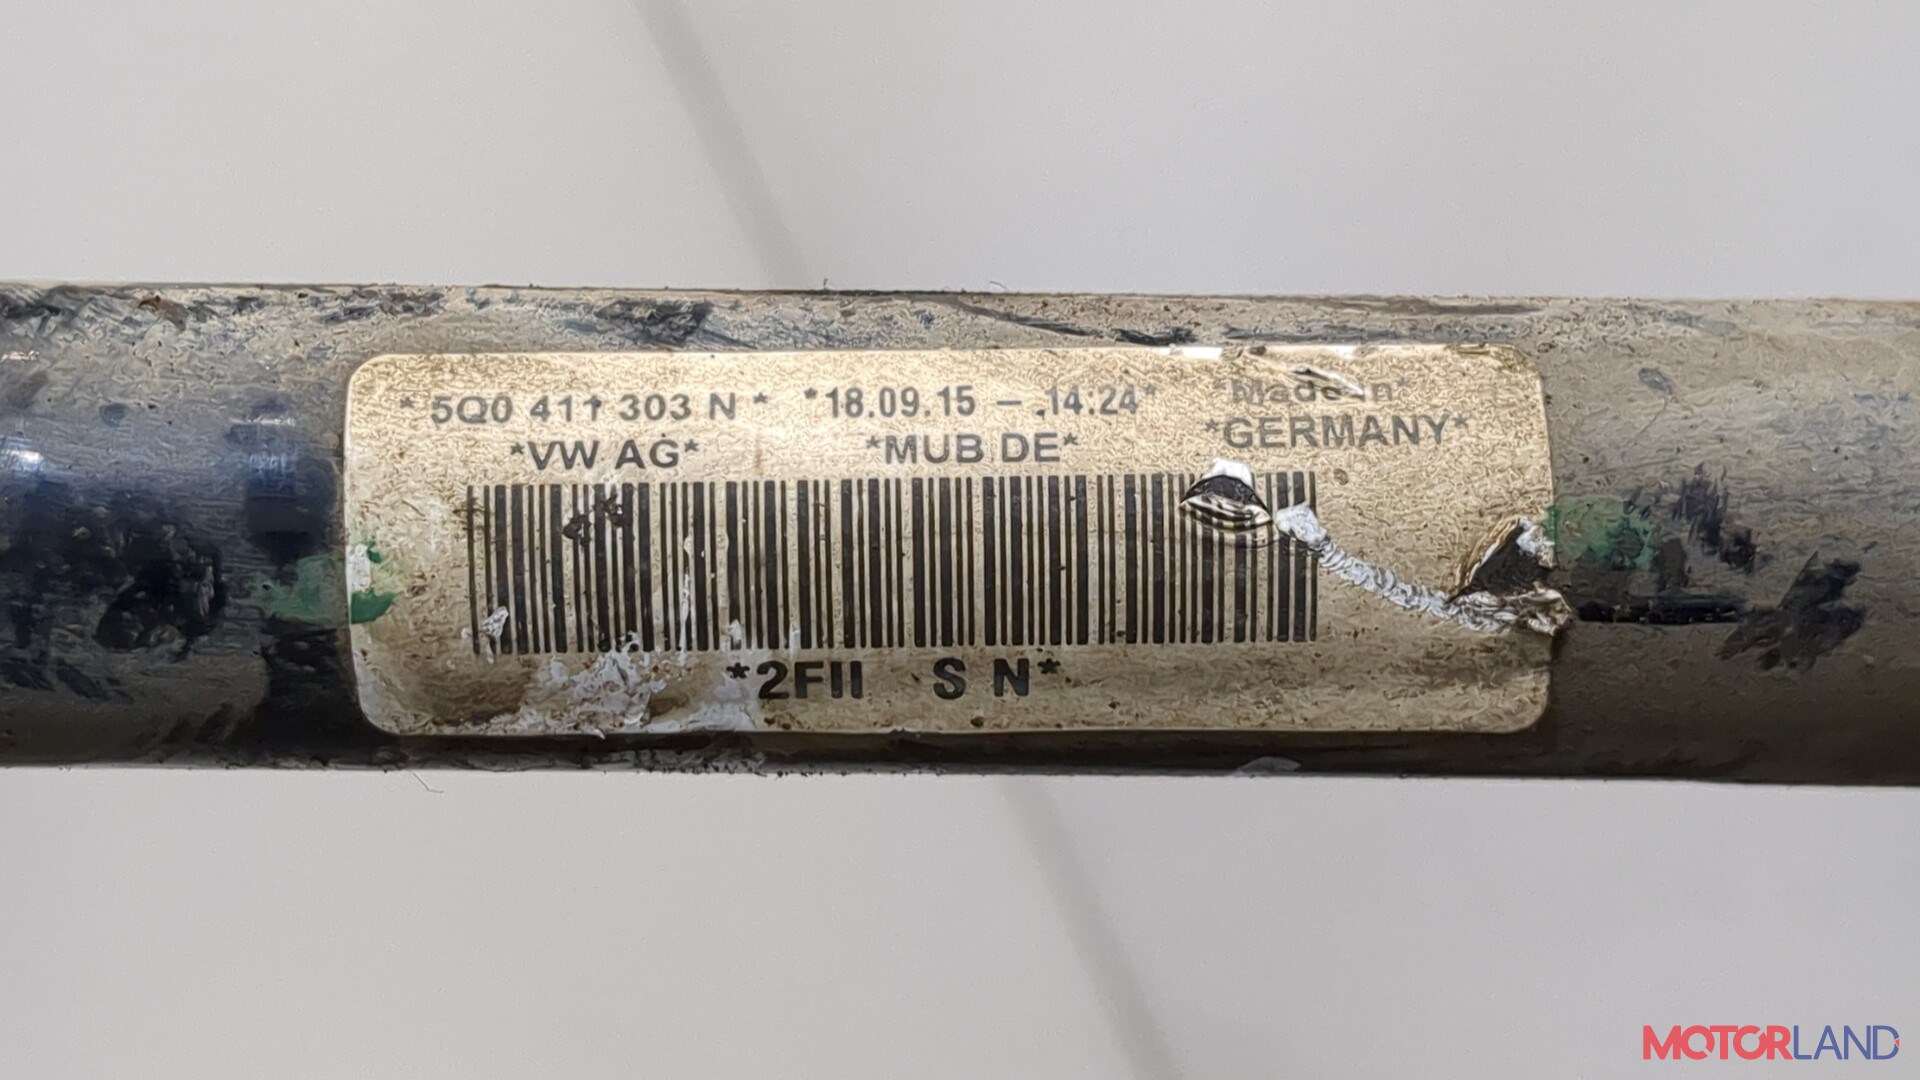 * 5Q0 411 303 N * *18.09.15 – 14:24* *Made in*
*VW AG* *MUB DE* *GERMANY*
*2FII S N*
MOTORLAND